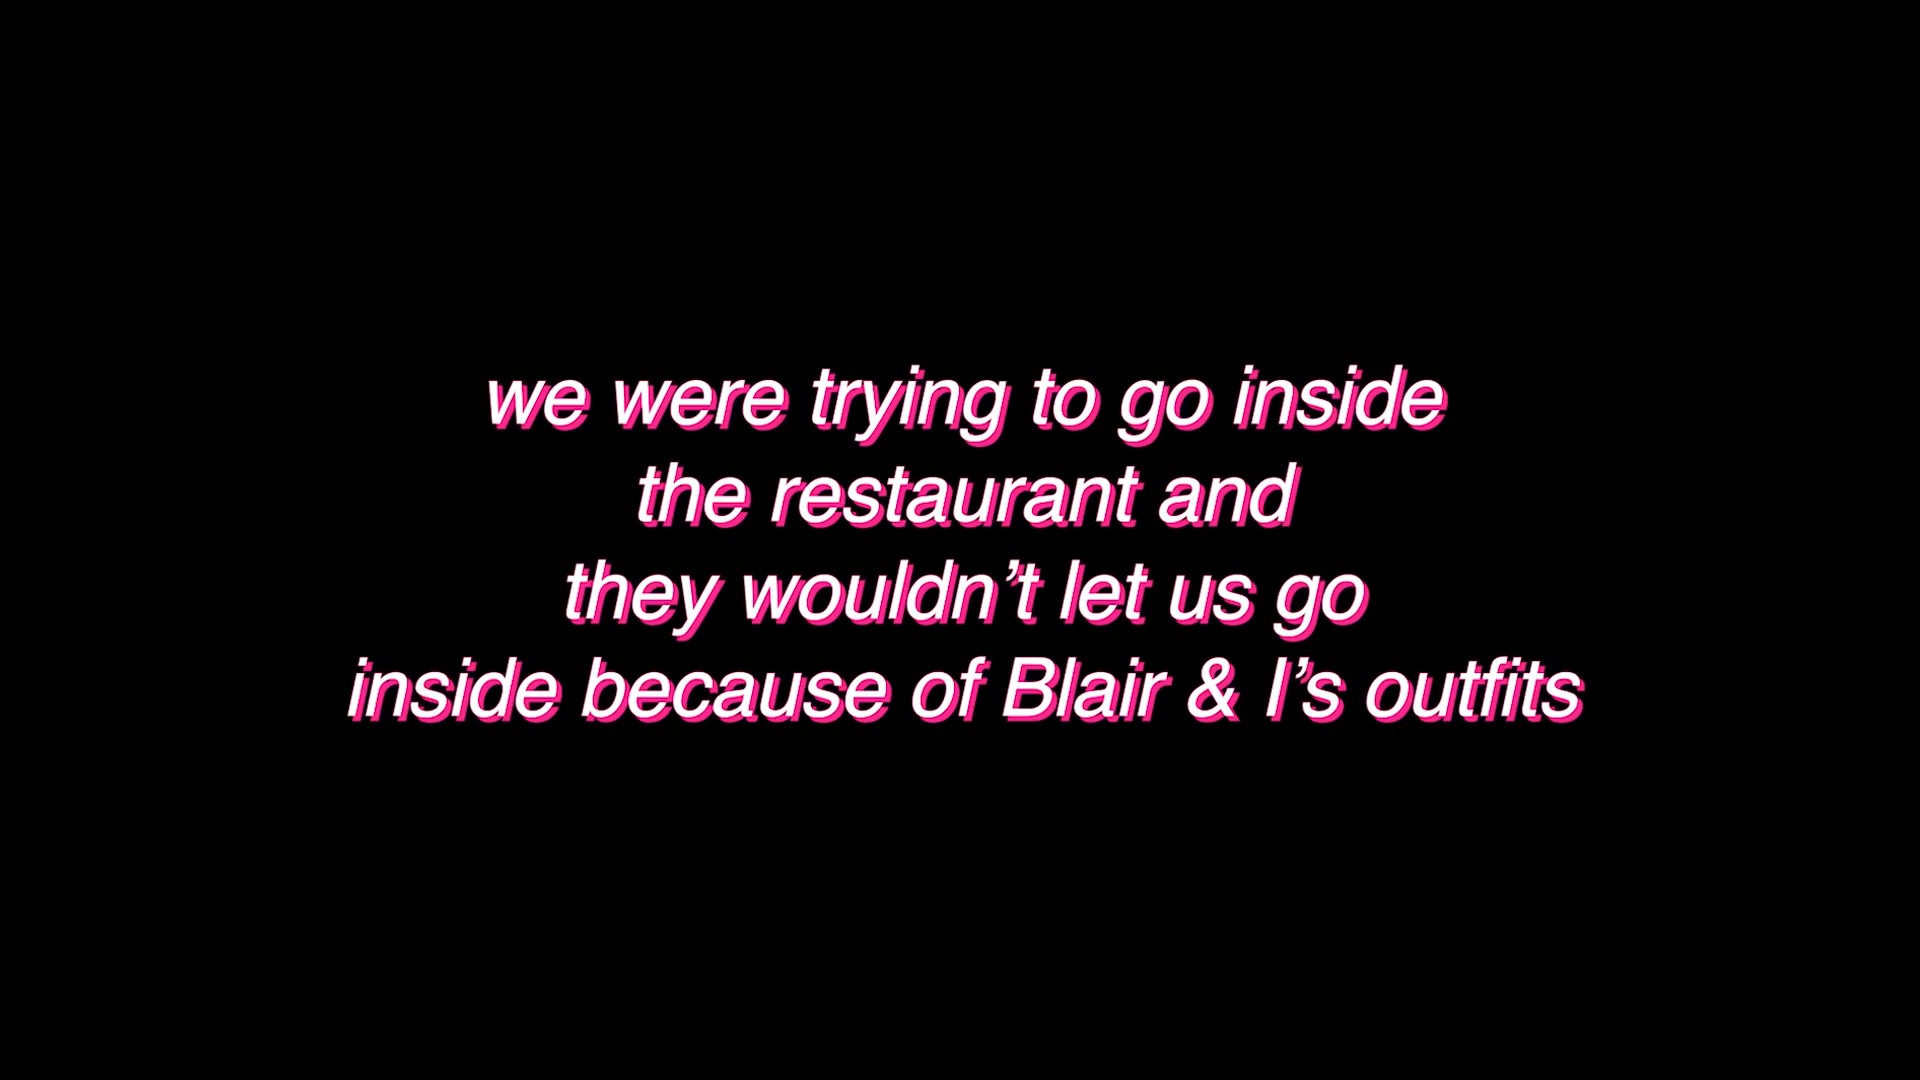 we were trying to go inside
the restaurant and
they wouldn’t let us go
inside because of Blair & I’s outfits